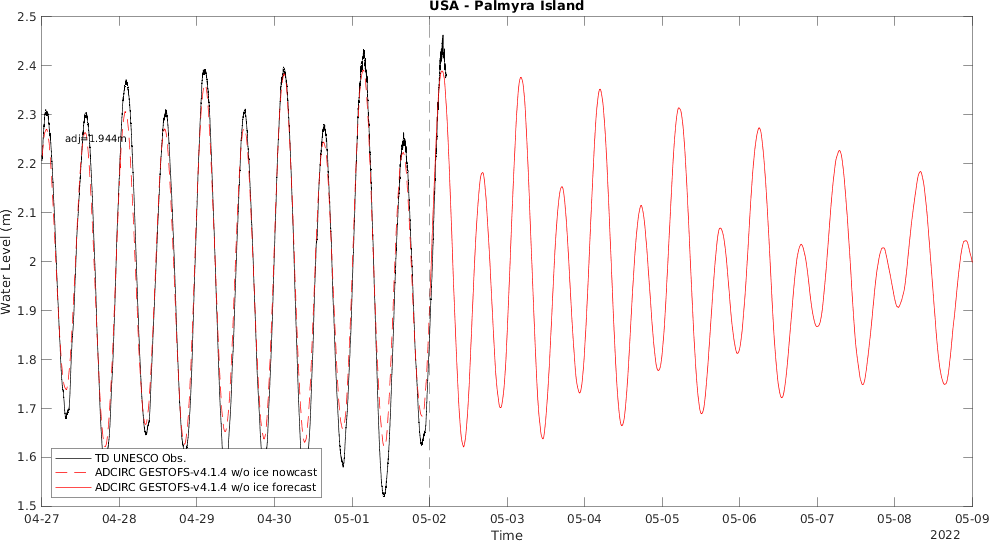 USA - Palmyra Island
2.5
2.4
2.3
2.2
2.1
2
1.9
1.8
1.7
1.6
1.5
Water Level (m)
adj=1.944m
TD UNESCO Obs.
ADCIRC GESTOFS-v4.1.4 w/o ice nowcast
ADCIRC GESTOFS-v4.1.4 w/o ice forecast
04-27 04-28 04-29 04-30 05-01 05-02 05-03 05-04 05-05 05-06 05-07 05-08 05-09
Time
2022